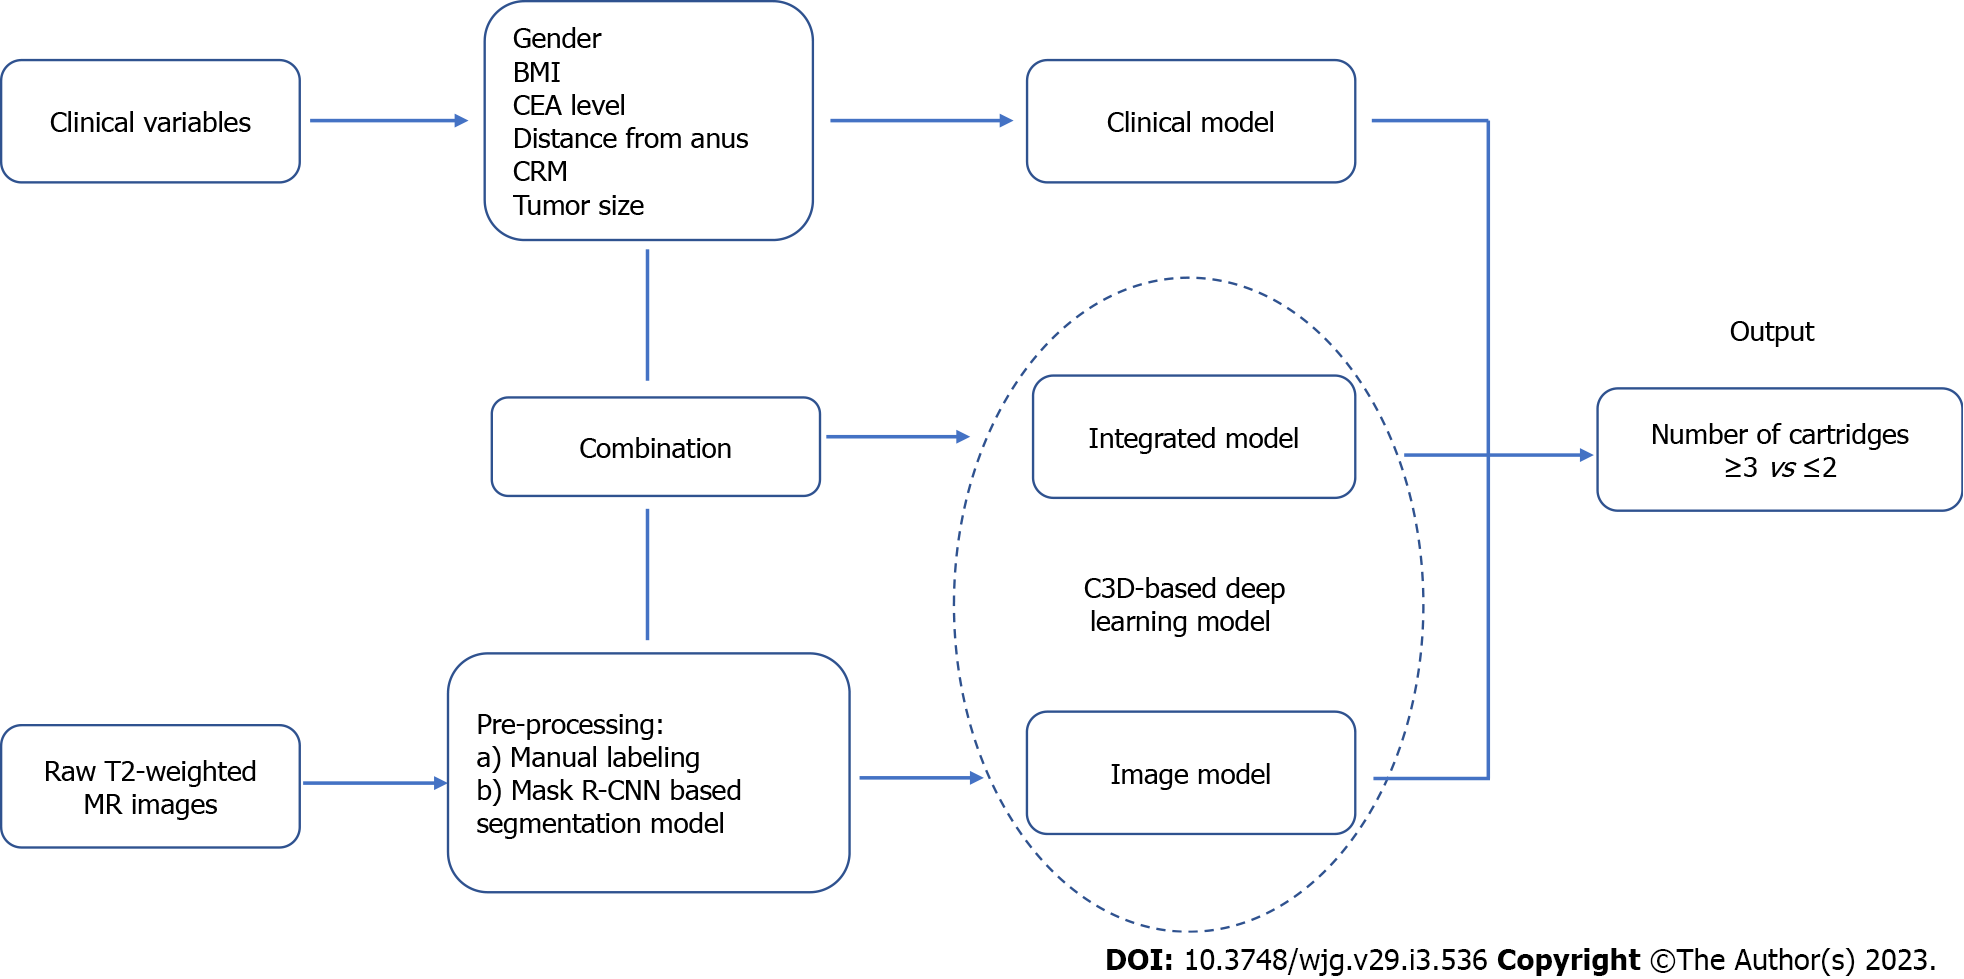 Clinical variables
Gender
BMI
CEA level
Distance from anus
CRM
Tumor size
Clinical model
Combination
Integrated model
Output
Number of cartridges
≥3 vs ≤2
C3D-based deep
learning model
Raw T2-weighted
MR images
Pre-processing:
a) Manual labeling
b) Mask R-CNN based
segmentation model
Image model
DOI: 10.3748/wjg.v29.i3.536 Copyright ©The Author(s) 2023.